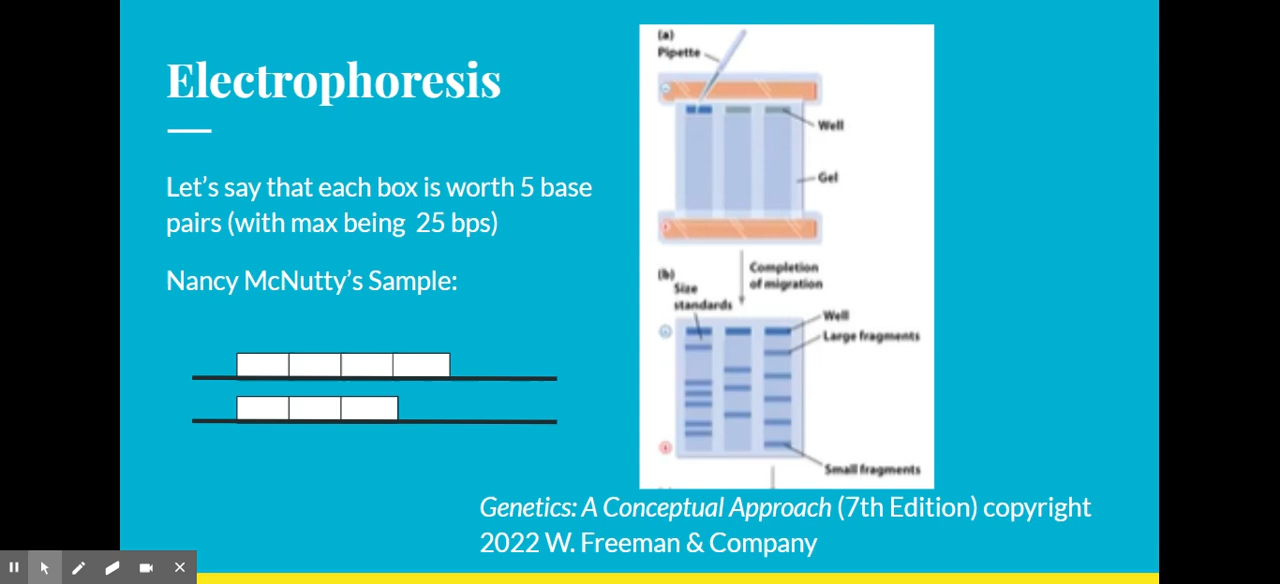 Electrophoresis
Let’s say that each box is worth 5 base
pairs (with max being 25 bps)
Nancy McNutty’s Sample:
(a)
Pipette
Well
Gel
Completion
of migration
(b)
Size
standards
Well
Large fragments
Small fragments
Genetics: A Conceptual Approach (7th Edition) copyright
2022 W. Freeman & Company